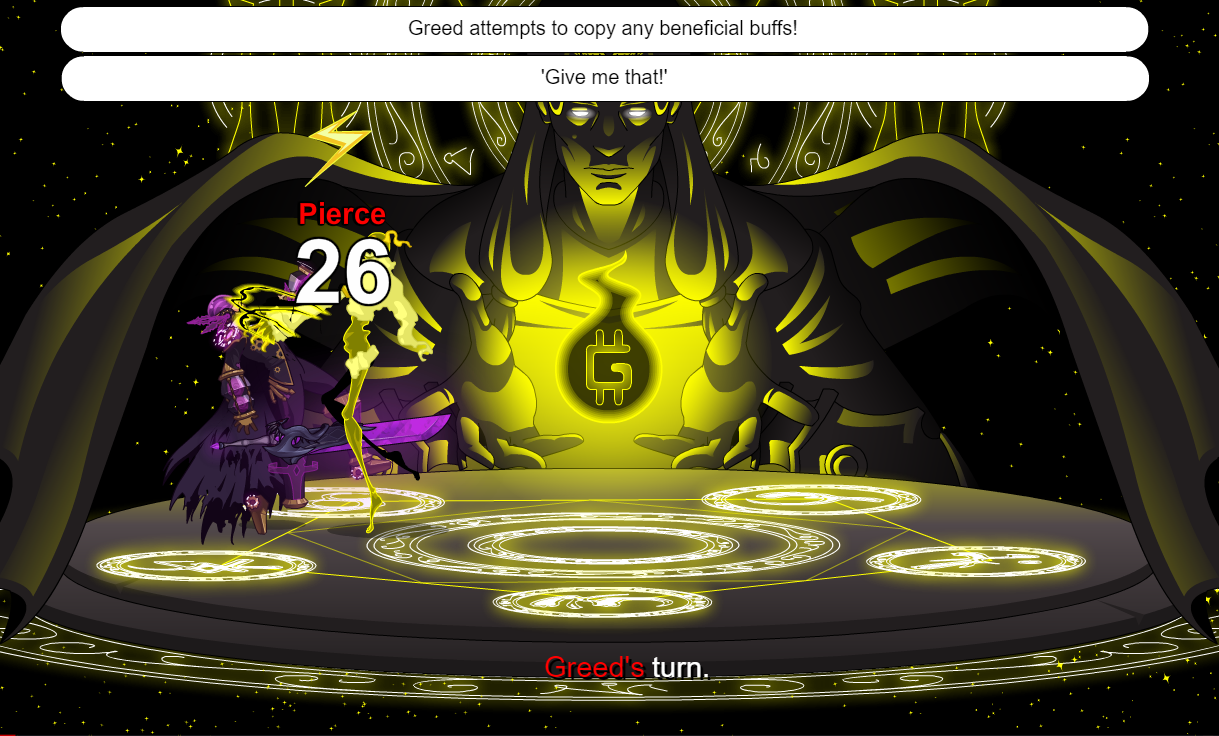 Greed attempts to copy any beneficial buffs!
'Give me that!'
Pierce
26
G
Greed's turn.